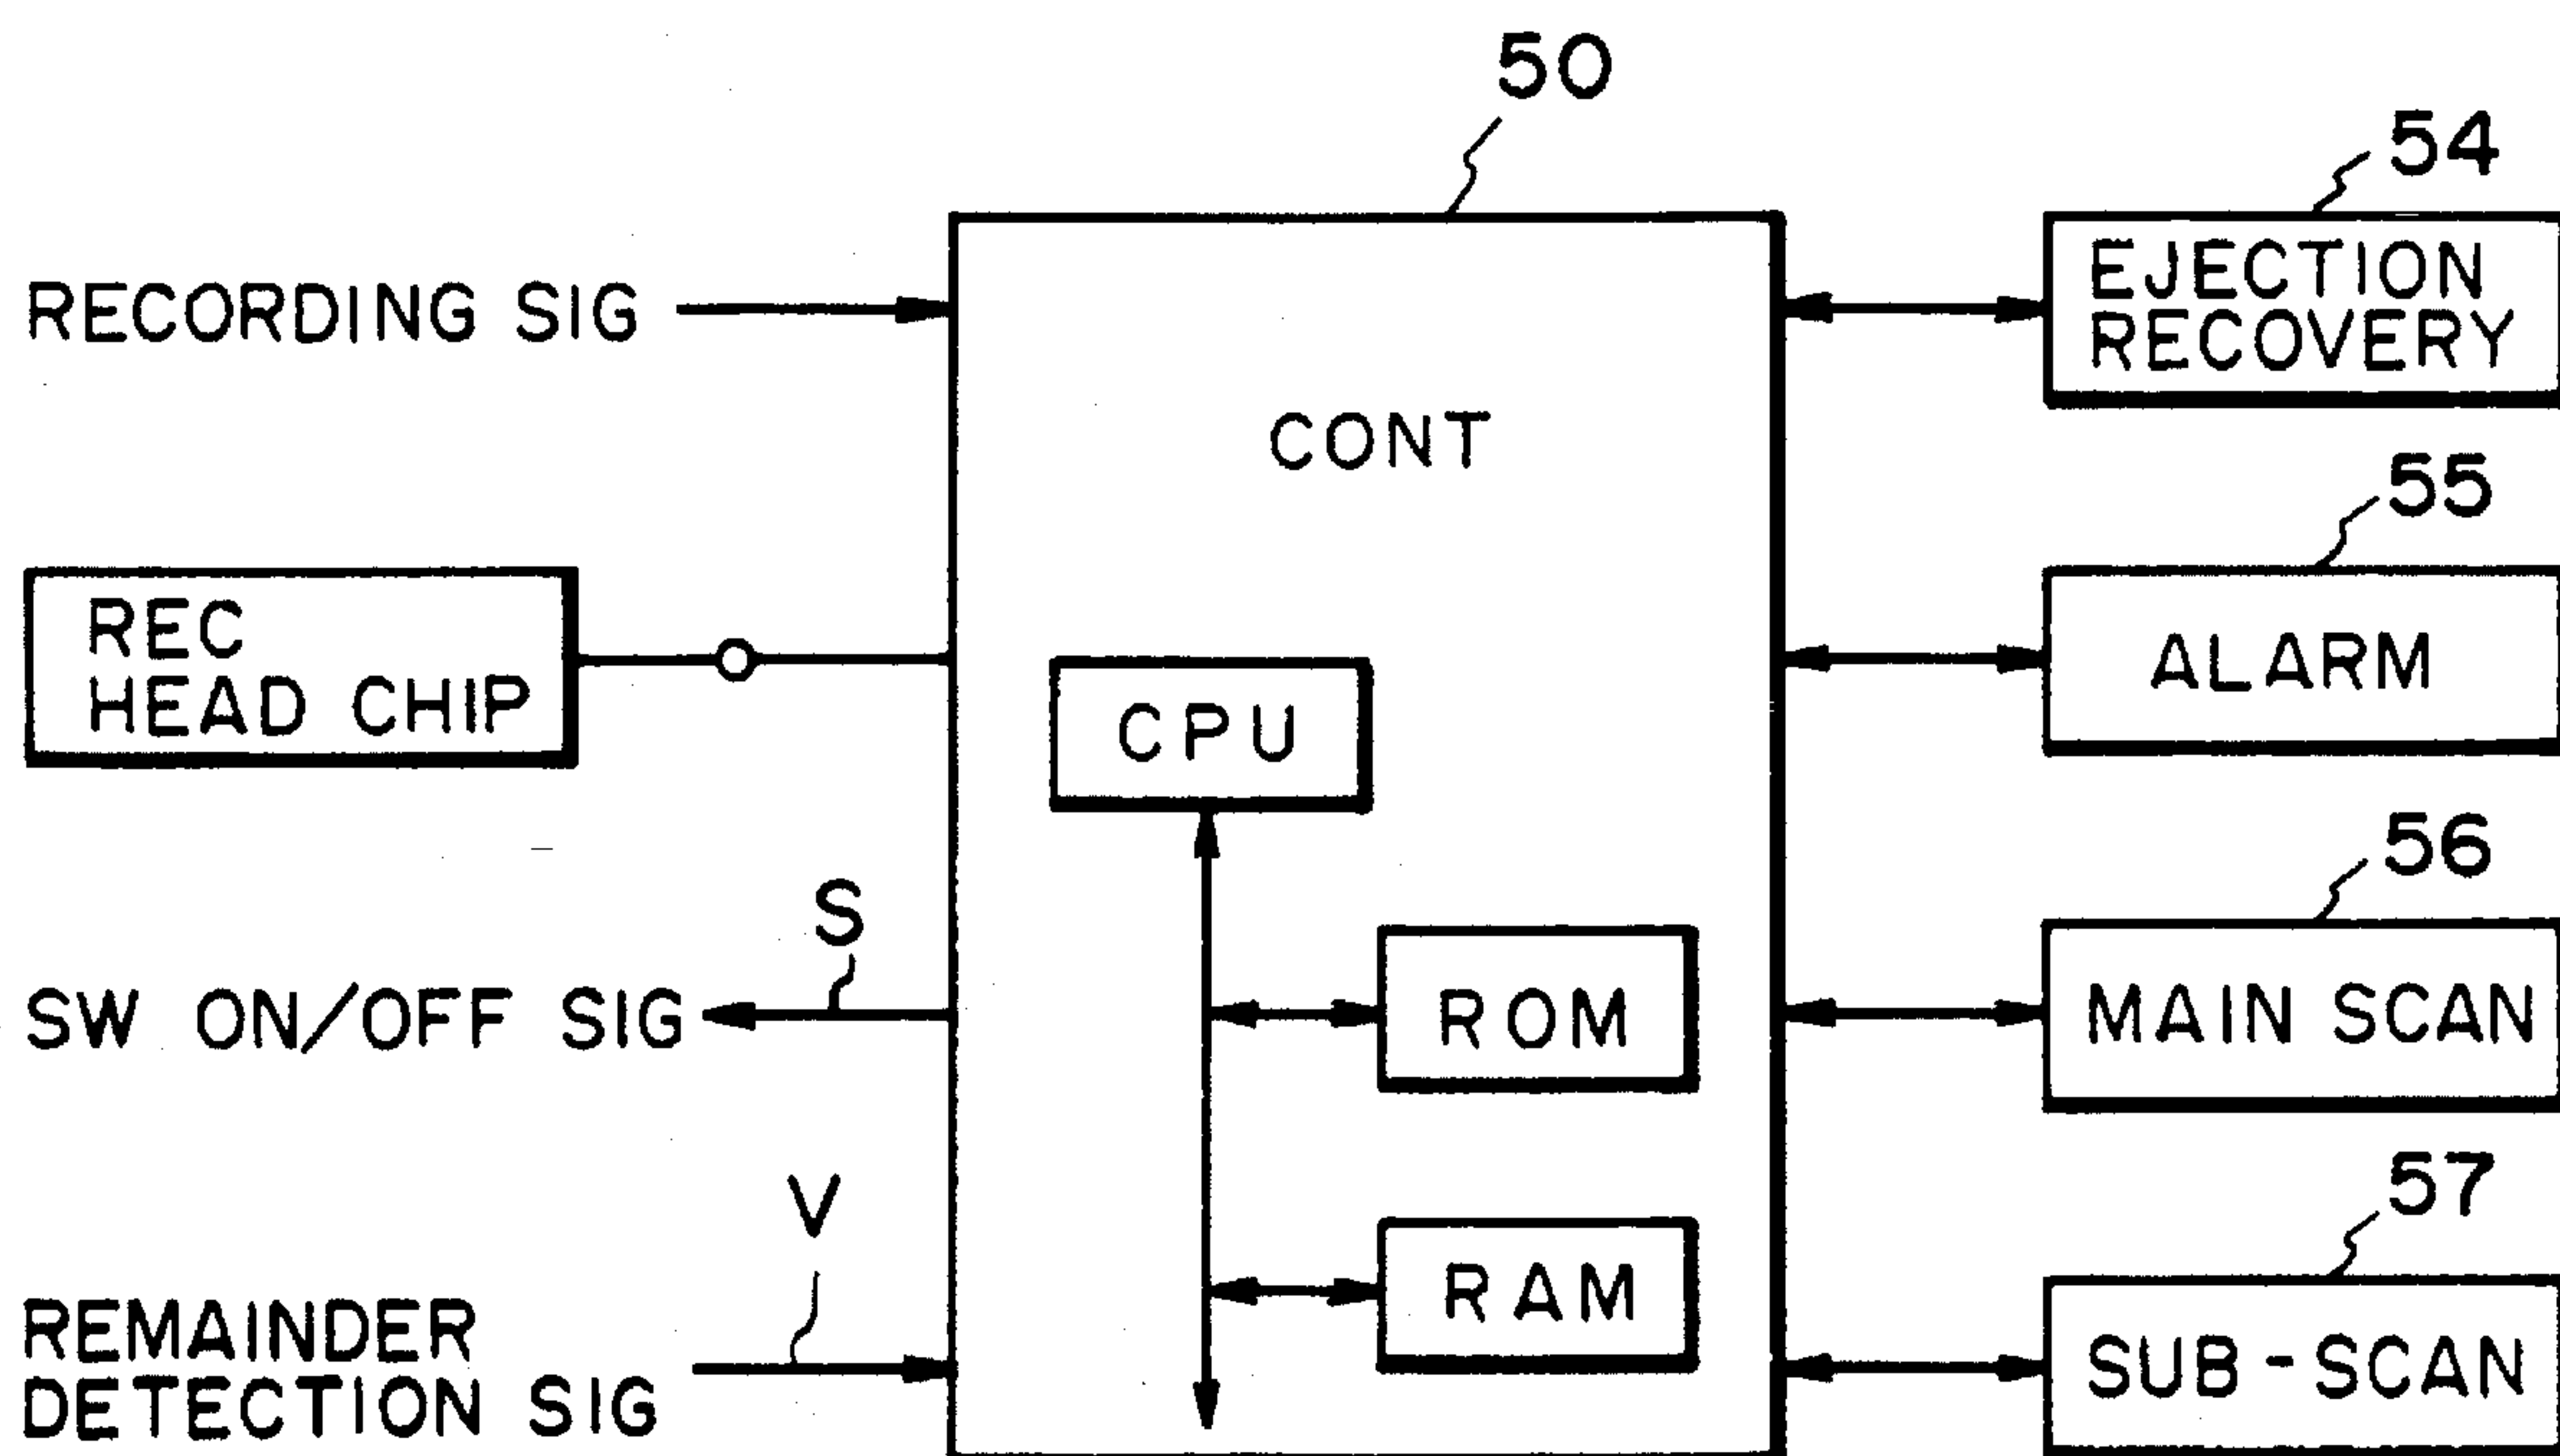 50
54
RECORDING SIG
EJECTION
RECOVERY
CONT
55
REC
HEAD CHIP
ALARM
CPU
56
S
SW ON/OFF SIG
ROM
MAIN SCAN
57
V
RAM
REMAINDER
DETECTION SIG
SUB-SCAN